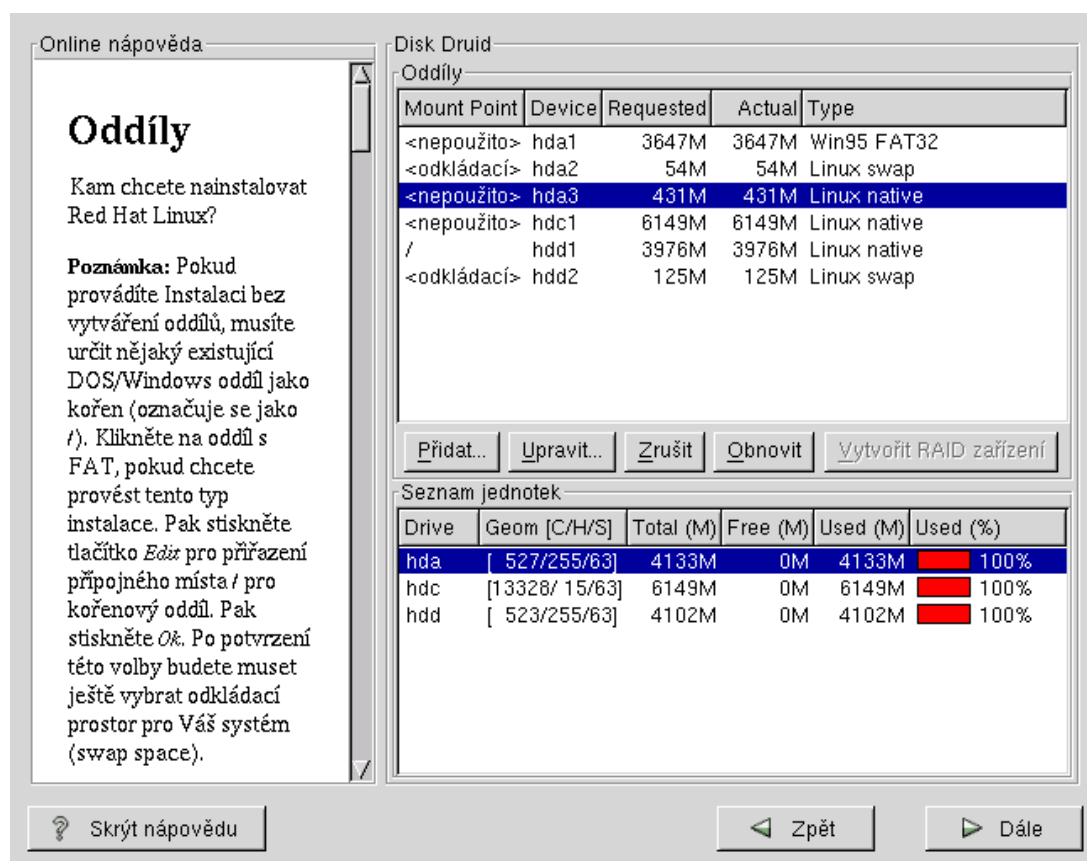 Online nápověda
Oddíly
Kam chcete nainstalovat
Red Hat Linux?
Poznámka: Pokud
provádíte Instalaci bez
vytváření oddílů, musíte
určit nějaký existující
DOS/Windows oddíl jako
kořen (označuje se jako
/). Klikněte na oddíl s
FAT, pokud chcete
provést tento typ
instalace. Pak stiskněte
tlačítko Edit pro přiřazení
připojného místa / pro
kořenový oddíl. Pak
stiskněte Ok. Po potvrzení
této volby budete muset
ještě vybrat odkládací
prostor pro Váš systém
(swap space).
Disk Druid
Oddíly
Mount Point Device Requested Actual Type
<nepoužito> hda1 3647M 3647M Win95 FAT32
<odkládací> hda2 54M 54M Linux swap
<nepoužito> hda3 431M 431M Linux native
<nepoužito> hdc1 6149M 6149M Linux native
/ hdd1 3976M 3976M Linux native
<odkládací> hdd2 125M 125M Linux swap
Přidat... Upravit... Zrušit Obnovit Vytvořit RAID zařízení
Seznam jednotek
Drive Geom [C/H/S] Total (M) Free (M) Used (M) Used (%)
hda [ 527/255/63] 4133M 0M 4133M 100%
hdc [13328/ 15/63] 6149M 0M 6149M 100%
hdd [ 523/255/63] 4102M 0M 4102M 100%
Skrýt nápovědu Zpět Dále